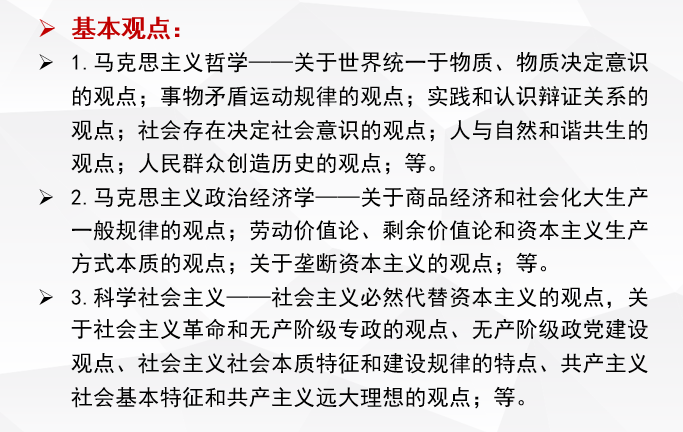 ➢ 基本观点：
➢ 1.马克思主义哲学——关于世界统一于物质、物质决定意识
的观点；事物矛盾运动规律的观点；实践和认识辩证关系的
观点；社会存在决定社会意识的观点；人与自然和谐共生的
观点；人民群众创造历史的观点；等。
➢ 2.马克思主义政治经济学——关于商品经济和社会化大生产
一般规律的观点；劳动价值论、剩余价值论和资本主义生产
方式本质的观点；关于垄断资本主义的观点；等。
➢ 3.科学社会主义——社会主义必然代替资本主义的观点，关
于社会主义革命和无产阶级专政的观点、无产阶级政党建设
观点、社会主义社会本质特征和建设规律的特点、共产主义
社会基本特征和共产主义远大理想的观点；等。